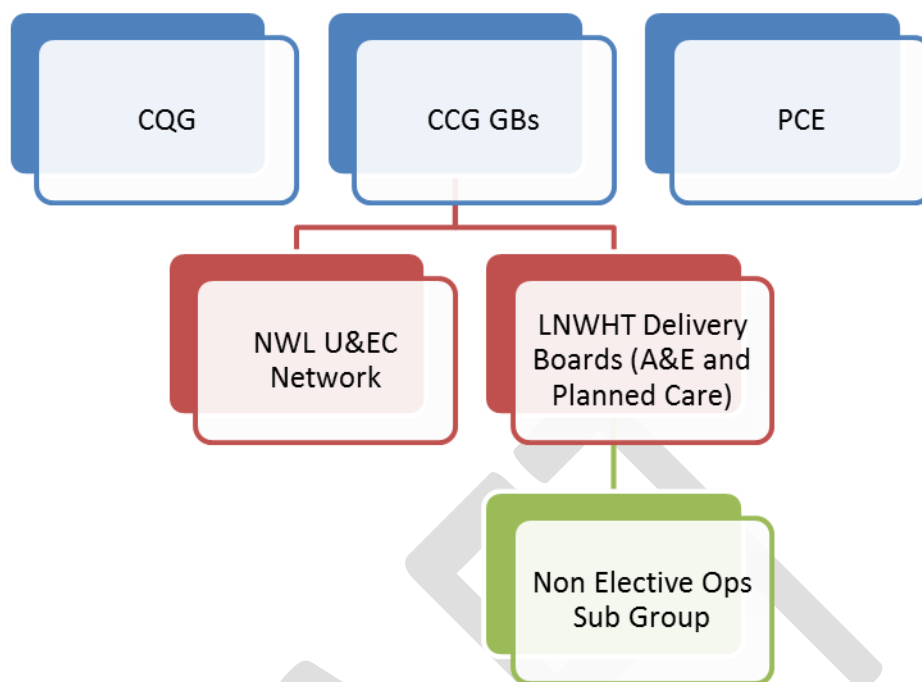 CQG
CCG GBs
PCE
NWL U&EC
Network
LNWHT Delivery
Boards (A&E and
Planned Care)
Non Elective Ops
Sub Group